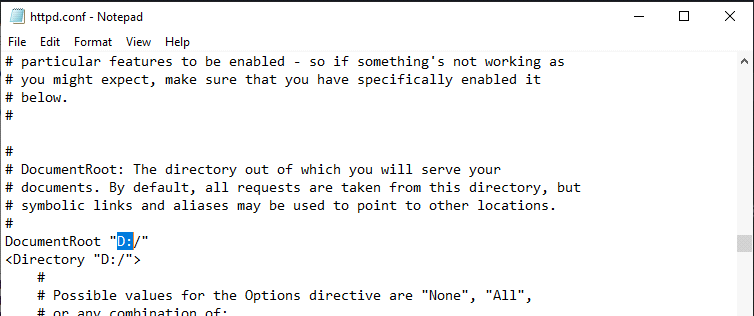 httpd.conf - Notepad
File Edit Format View Help
# particular features to be enabled - so if something's not working as
# you might expect, make sure that you have specifically enabled it
# below.
#
#
# DocumentRoot: The directory out of which you will serve your
# documents. By default, all requests are taken from this directory, but
# symbolic links and aliases may be used to point to other locations.
#
DocumentRoot "D:/"
<Directory "D:/">
#
# Possible values for the Options directive are "None", "All",
# or any combination of: